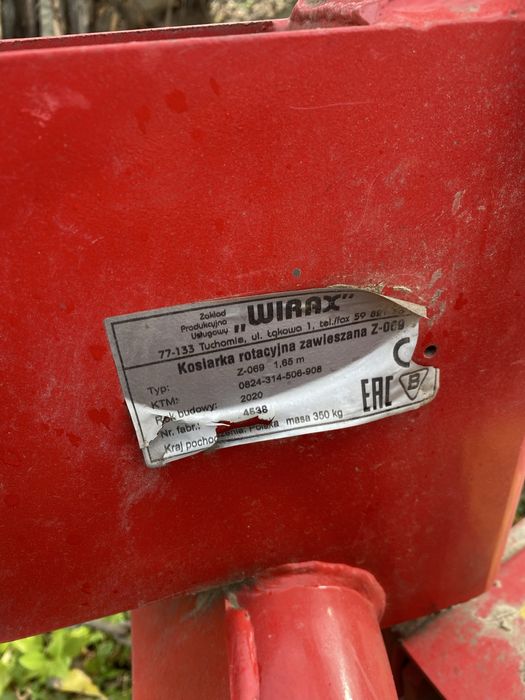 Zakład
Produkcyjno
Usługowy „WIRAX"
77-133 Tuchomie, ul. Łąkowa 1, tel./fax 59 821
Kosiarka rotacyjna zawieszana Z-069
Typ: Z-069 1,65 m
KTM: 0824-314-506-908
Rok budowy: 2020
Nr. fabr.: 4538
Kraj pochodzenia: Polska masa 350 kg
C
EAC B